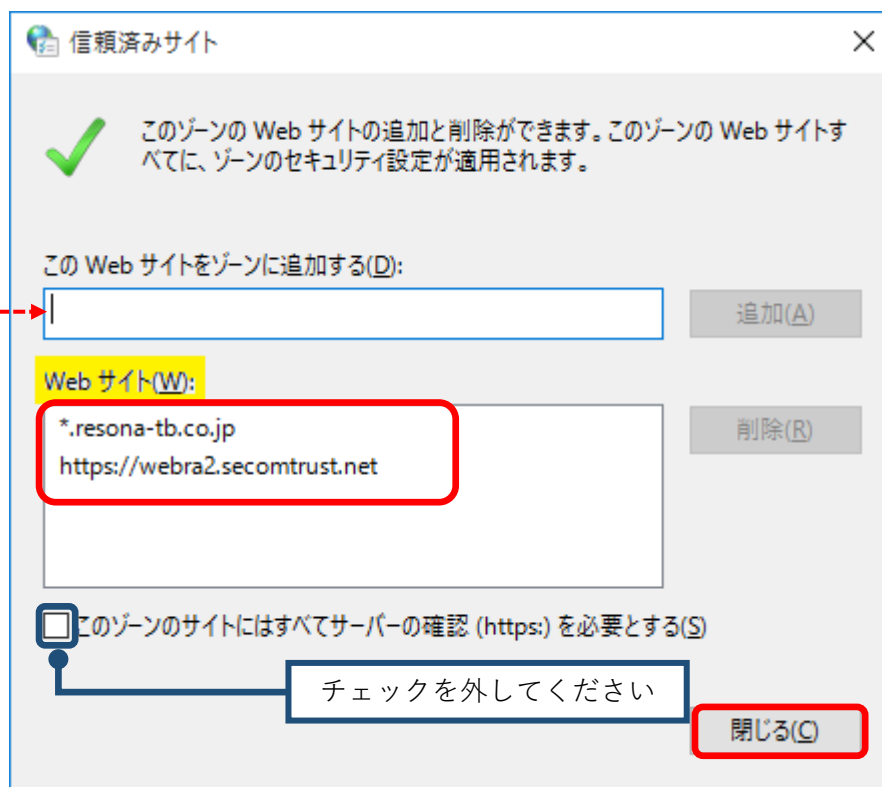 信頼済みサイト
このゾーンの Web サイトの追加と削除ができます。このゾーンの Web サイトす
べてに、ゾーンのセキュリティ設定が適用されます。
この Web サイトをゾーンに追加する(D):
追加(A)
Web サイト(W):
*.resona-tb.co.jp
削除(R)
https://webra2.secomtrust.net
このゾーンのサイトにはすべてサーバーの確認 (https:) を必要とする(S)
チェックを外してください
閉じる(C)